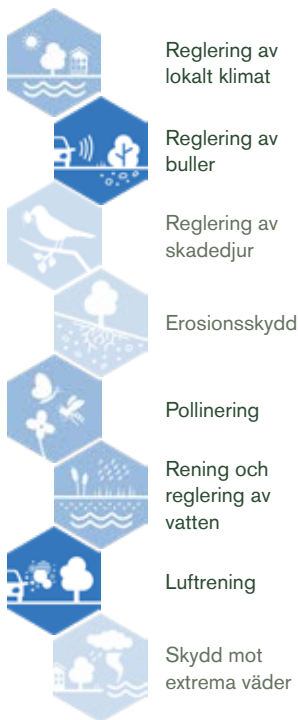 Reglering av
lokalt klimat
Reglering av
buller
Reglering av
skadedjur
Erosionsskydd
Pollinering
Rening och
reglering av
vatten
Luftrening
Skydd mot
extrema väder